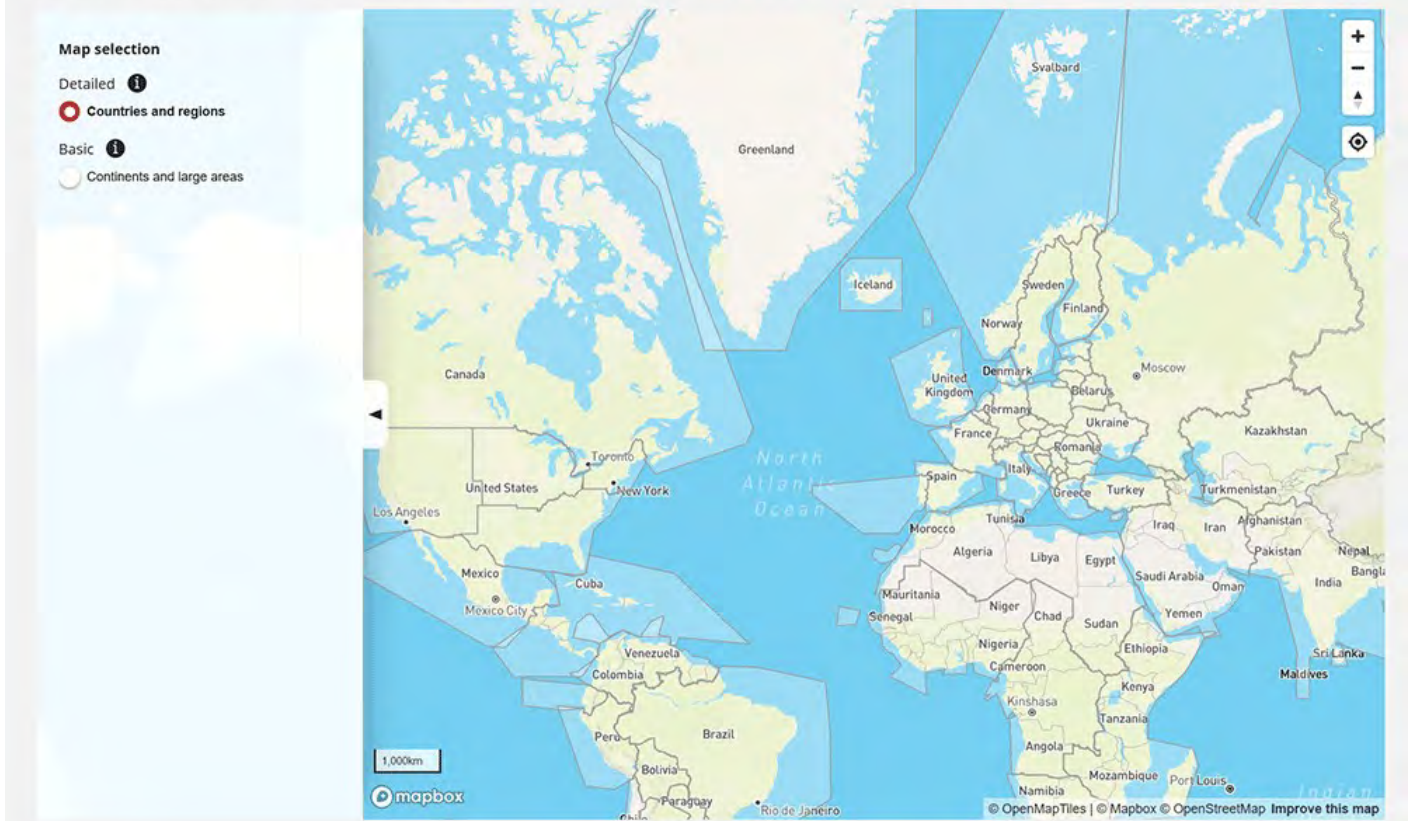 Map selection
Detailed i
Countries and regions
Basic i
Continents and large areas
Svalbard
Greenland
Iceland
Sweden
Finland
Norway
Canada
United
Kingdom
Denmark
Moscow
Belarus
Germany
Ukraine
France
Kazakhstan
Romania
Toronto
North
Atlantic
Ocean
Italy
Spain
United States
New York
Greece
Turkey
Turkmenistan
Los Angeles
Morocco
Tunisia
Iraq
Iran
Afghanistan
Algeria
Libya
Egypt
Pakistan
Nepal
Mexico
Cuba
Saudi Arabia
Oman
India
Bangla
Mexico City
Mauritania
Niger
Chad
Sudan
Yemen
Senegal
Nigeria
Ethiopia
Venezuela
Cameroon
Sri Lanka
Colombia
Kenya
Maldives
Kinshasa
Tanzania
Peru
Brazil
Angola
1,000km
Bolivia
Mozambique
Port Louis
Namibia
Indian
mapbox
Paraguay
Rio de Janeiro
Chile
© OpenMapTiles | © Mapbox © OpenStreetMap Improve this map